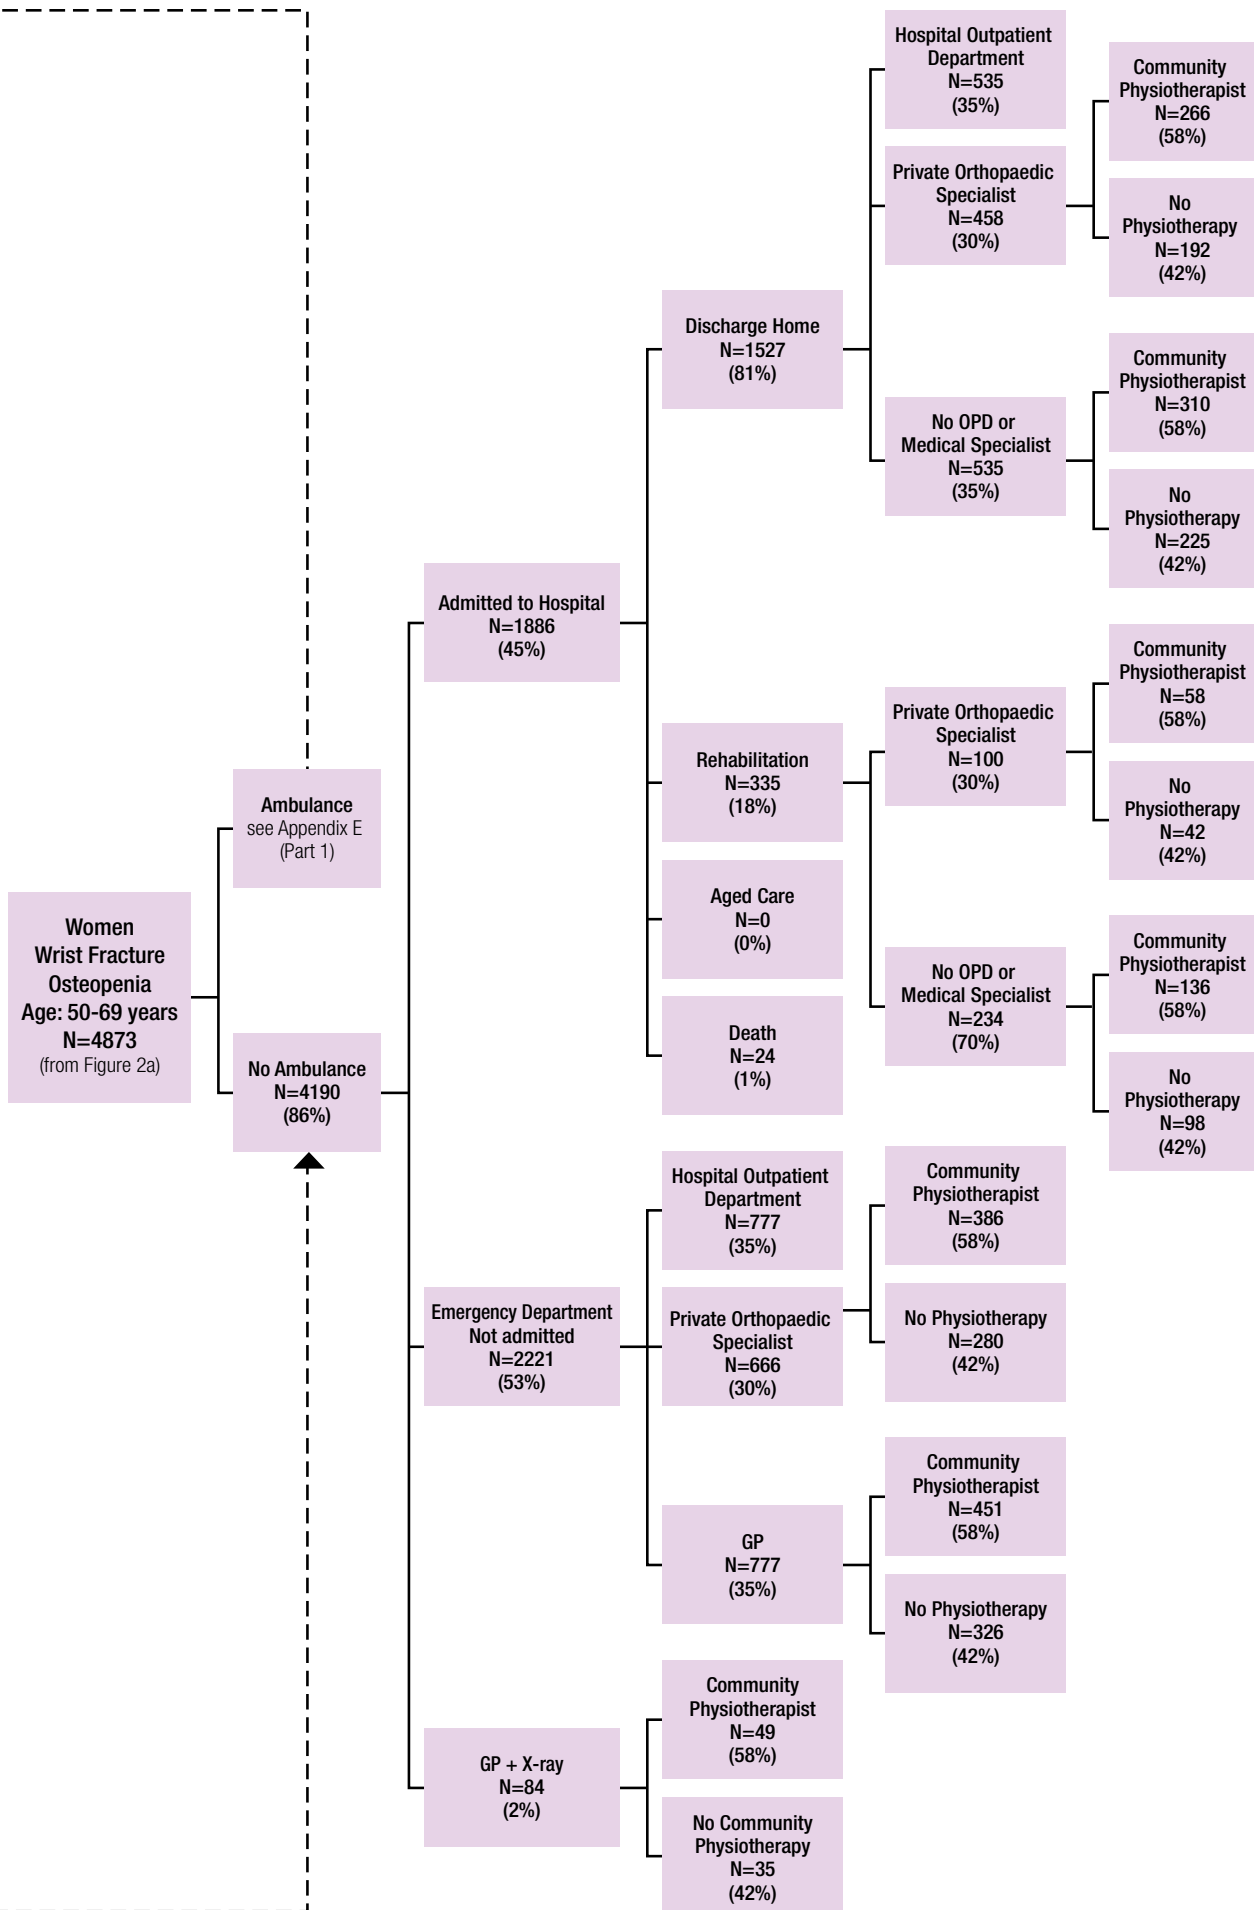 Women
Wrist Fracture
Osteopenia
Age: 50-69 years
N=4873
(from Figure 2a)
Ambulance
see Appendix E
(Part 1)
No Ambulance
N=4190
(86%)
Admitted to Hospital
N=1886
(45%)
Discharge Home
N=1527
(81%)
Hospital Outpatient
Department
N=535
(35%)
Private Orthopaedic
Specialist
N=458
(30%)
Community
Physiotherapist
N=266
(58%)
No
Physiotherapy
N=192
(42%)
No OPD or
Medical Specialist
N=535
(35%)
Community
Physiotherapist
N=310
(58%)
No
Physiotherapy
N=225
(42%)
Rehabilitation
N=335
(18%)
Private Orthopaedic
Specialist
N=100
(30%)
Community
Physiotherapist
N=58
(58%)
No
Physiotherapy
N=42
(42%)
No OPD or
Medical Specialist
N=234
(70%)
Community
Physiotherapist
N=136
(58%)
No
Physiotherapy
N=98
(42%)
Aged Care
N=0
(0%)
Death
N=24
(1%)
Emergency Department
Not admitted
N=2221
(53%)
Hospital Outpatient
Department
N=777
(35%)
Private Orthopaedic
Specialist
N=666
(30%)
Community
Physiotherapist
N=386
(58%)
No Physiotherapy
N=280
(42%)
GP
N=777
(35%)
Community
Physiotherapist
N=451
(58%)
No Physiotherapy
N=326
(42%)
GP + X-ray
N=84
(2%)
Community
Physiotherapist
N=49
(58%)
No Community
Physiotherapy
N=35
(42%)